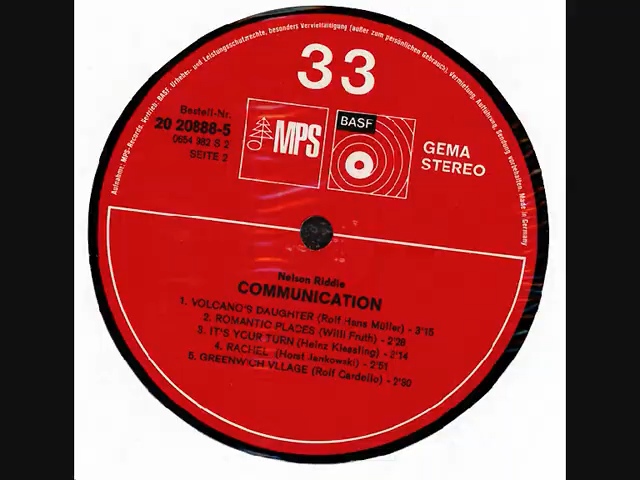 Aufnahme: MPS-Records. Vertrieb: BASF. Urheber- und Leistungsschutzrechte, besonders Vervielfältigung (außer zum persönlichen Gebrauch), Vermietung, Aufführung, Sendung vorbehalten. Made in Germany
33
Bestell-Nr.
20 20888-5
0654 982 S 2
SEITE 2
MPS
BASF
GEMA
STEREO
Nelson Riddle
COMMUNICATION
1. VOLCANO'S DAUGHTER (Rolf Hans Müller) - 3'15
2. ROMANTIC PLACES (Willi Fruth) - 2'28
3. IT'S YOUR TURN (Heinz Kiessling) - 2'14
4. RACHEL (Horst Jankowski) - 2'51
5. GREENWICH VLLAGE (Rolf Cardello) - 2'30